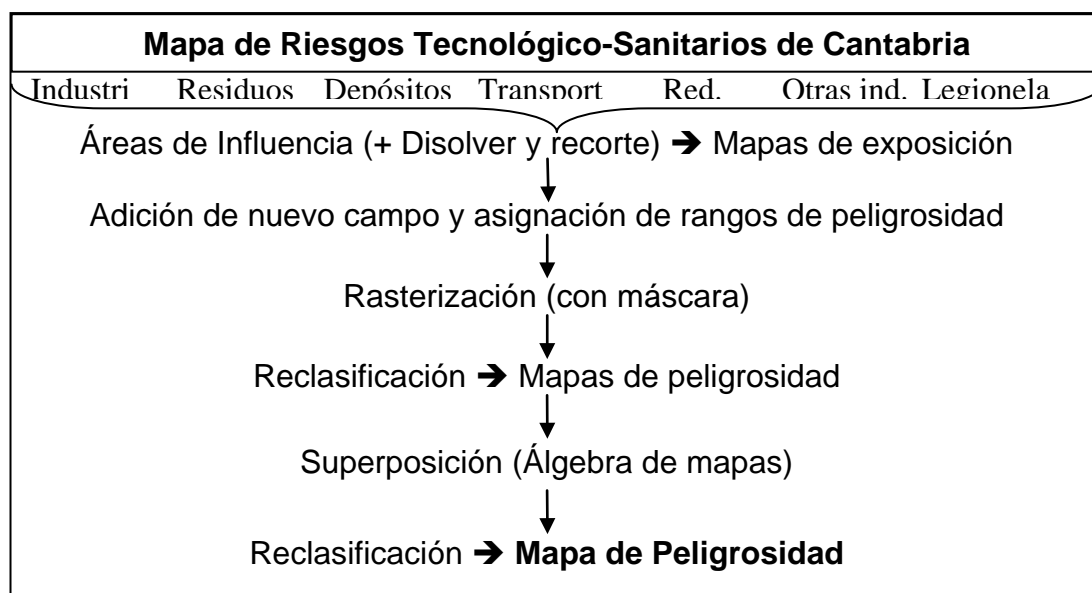 Mapa de Riesgos Tecnológico-Sanitarios de Cantabria
Industri Residuos Depósitos Transport Red. Otras ind. Legionela
Áreas de Influencia (+ Disolver y recorte) ➔ Mapas de exposición
Adición de nuevo campo y asignación de rangos de peligrosidad
Rasterización (con máscara)
Reclasificación ➔ Mapas de peligrosidad
Superposición (Álgebra de mapas)
Reclasificación ➔ Mapa de Peligrosidad